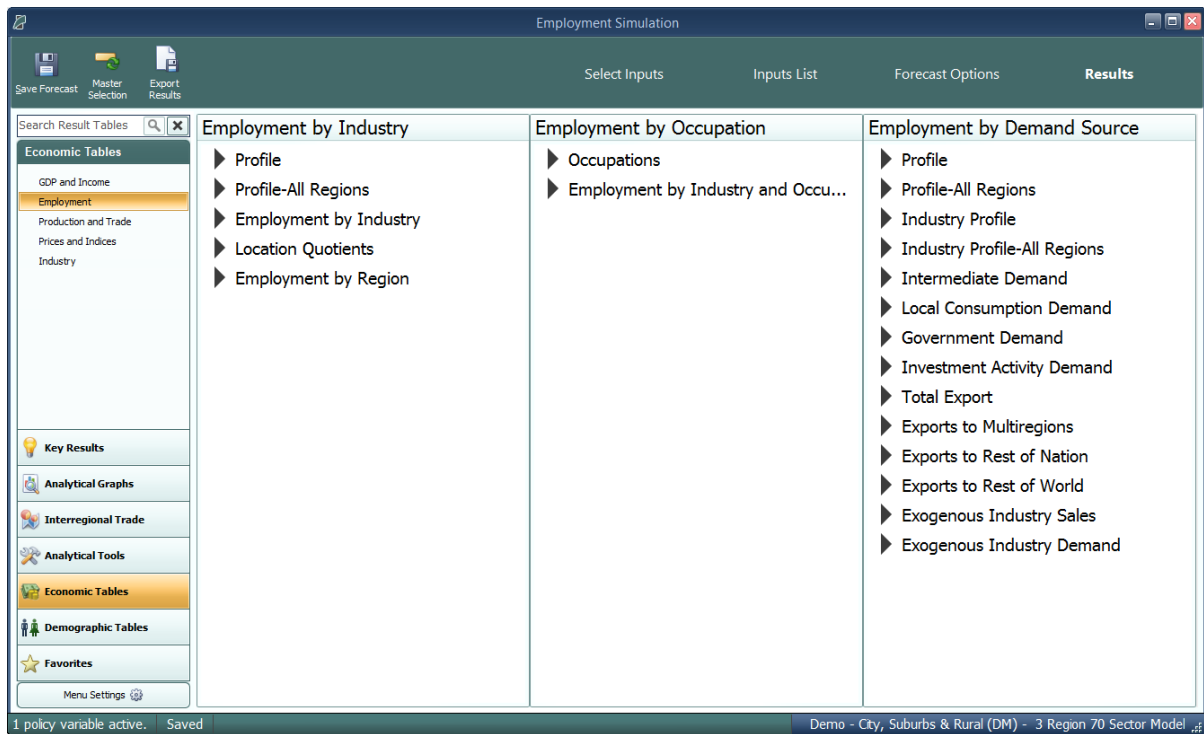 Employment Simulation
Save Forecast
Master
Selection
Export
Results
Select Inputs
Inputs List
Forecast Options
Results
Search Result Tables
Economic Tables
GDP and Income
Employment
Production and Trade
Prices and Indices
Industry
Key Results
Analytical Graphs
Interregional Trade
Analytical Tools
Economic Tables
Demographic Tables
Favorites
Menu Settings
Employment by Industry
Profile
Profile-All Regions
Employment by Industry
Location Quotients
Employment by Region
Employment by Occupation
Occupations
Employment by Industry and Occu...
Employment by Demand Source
Profile
Profile-All Regions
Industry Profile
Industry Profile-All Regions
Intermediate Demand
Local Consumption Demand
Government Demand
Investment Activity Demand
Total Export
Exports to Multiregions
Exports to Rest of Nation
Exports to Rest of World
Exogenous Industry Sales
Exogenous Industry Demand
1 policy variable active.
Saved
Demo - City, Suburbs & Rural (DM) - 3 Region 70 Sector Model